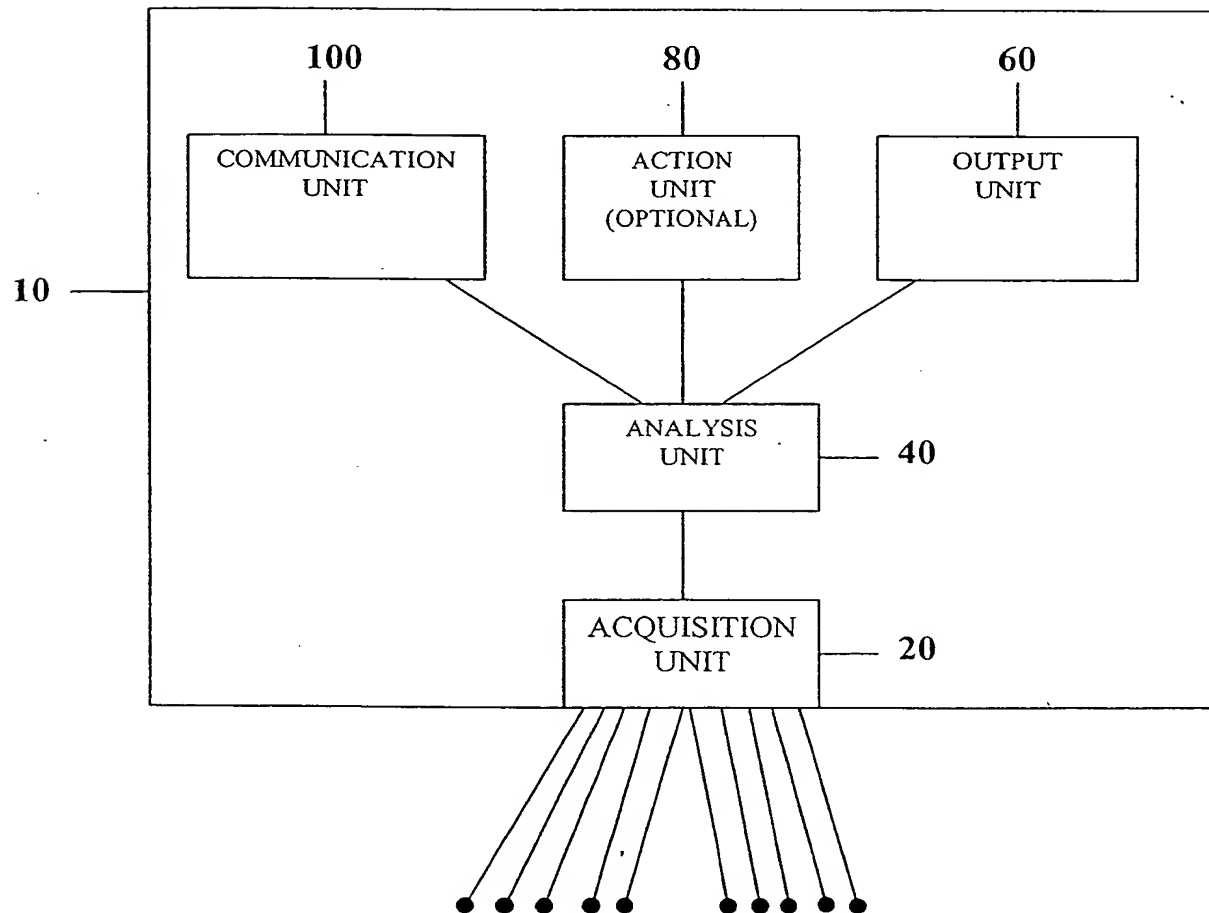 100 80 60
COMMUNICATION
UNIT
ACTION
UNIT
(OPTIONAL)
OUTPUT
UNIT
10
ANALYSIS
UNIT
40
ACQUISITION
UNIT
20